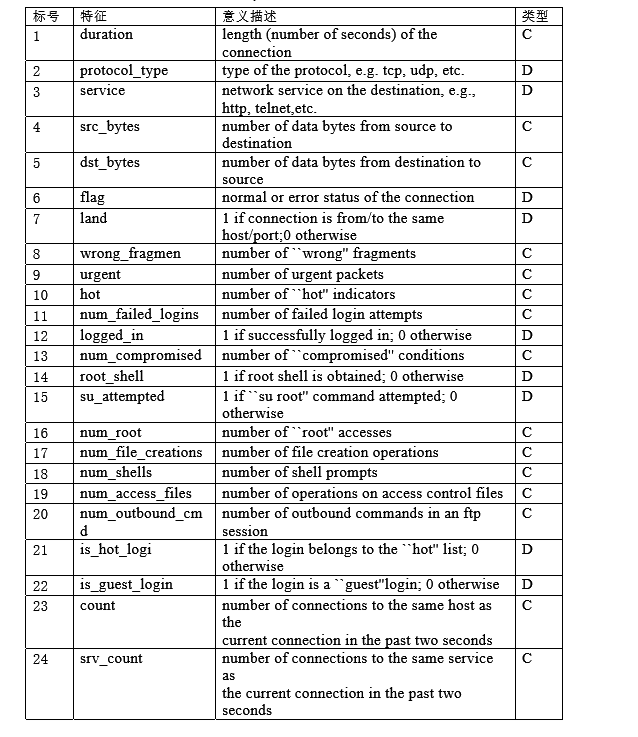 标号 特征 意义描述 类型
1 duration length (number of seconds) of the C
connection
2 protocol_type type of the protocol, e.g. tcp, udp, etc. D
3 service network service on the destination, e.g., D
http, telnet,etc.
4 src_bytes number of data bytes from source to C
destination
5 dst_bytes number of data bytes from destination to C
source
6 flag normal or error status of the connection D
7 land 1 if connection is from/to the same D
host/port;0 otherwise
8 wrong_fragmen number of ``wrong'' fragments C
9 urgent number of urgent packets C
10 hot number of ``hot'' indicators C
11 num_failed_logins number of failed login attempts C
12 logged_in 1 if successfully logged in; 0 otherwise D
13 num_compromised number of ``compromised'' conditions C
14 root_shell 1 if root shell is obtained; 0 otherwise D
15 su_attempted 1 if ``su root'' command attempted; 0 D
otherwise
16 num_root number of ``root'' accesses C
17 num_file_creations number of file creation operations C
18 num_shells number of shell prompts C
19 num_access_files number of operations on access control files C
20 num_outbound_cm number of outbound commands in an ftp C
d session
21 is_hot_logi 1 if the login belongs to the ``hot'' list; 0 D
otherwise
22 is_guest_login 1 if the login is a ``guest''login; 0 otherwise D
23 count number of connections to the same host as C
the
current connection in the past two seconds
24 srv_count number of connections to the same service C
as
the current connection in the past two
seconds